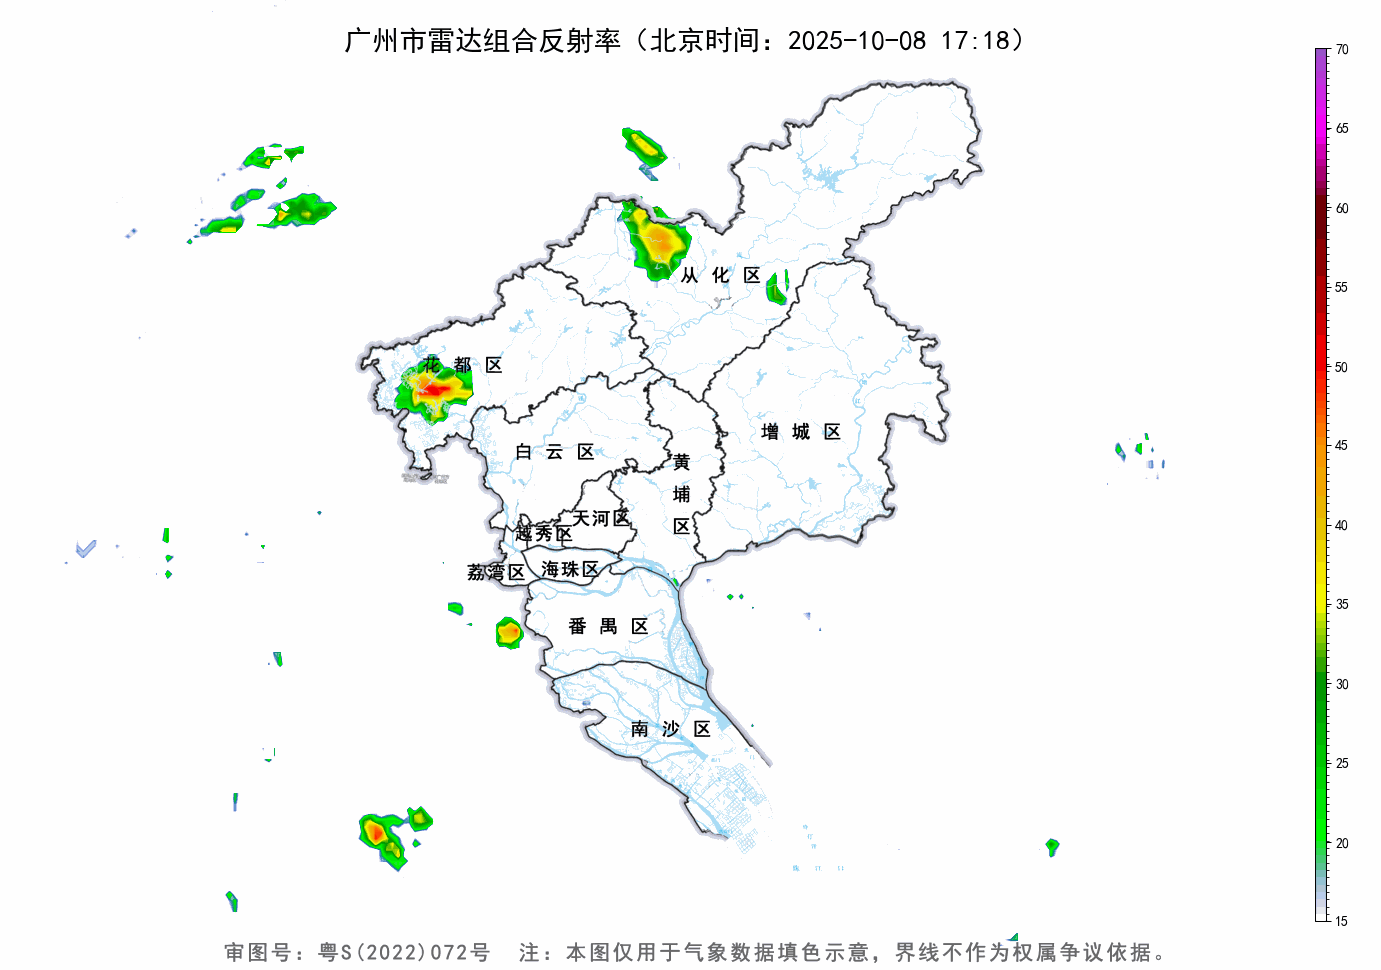 广州市雷达组合反射率（北京时间：2025-10-08 17:18）
70
65
60
55
50
45
40
35
30
25
20
15
从化区
花都区
增城区
白云区
黄埔区
天河区
越秀区
荔湾区
海珠区
番禺区
南沙区
审图号：粤S(2022)072号 注：本图仅用于气象数据填色示意，界线不作为权属争议依据。